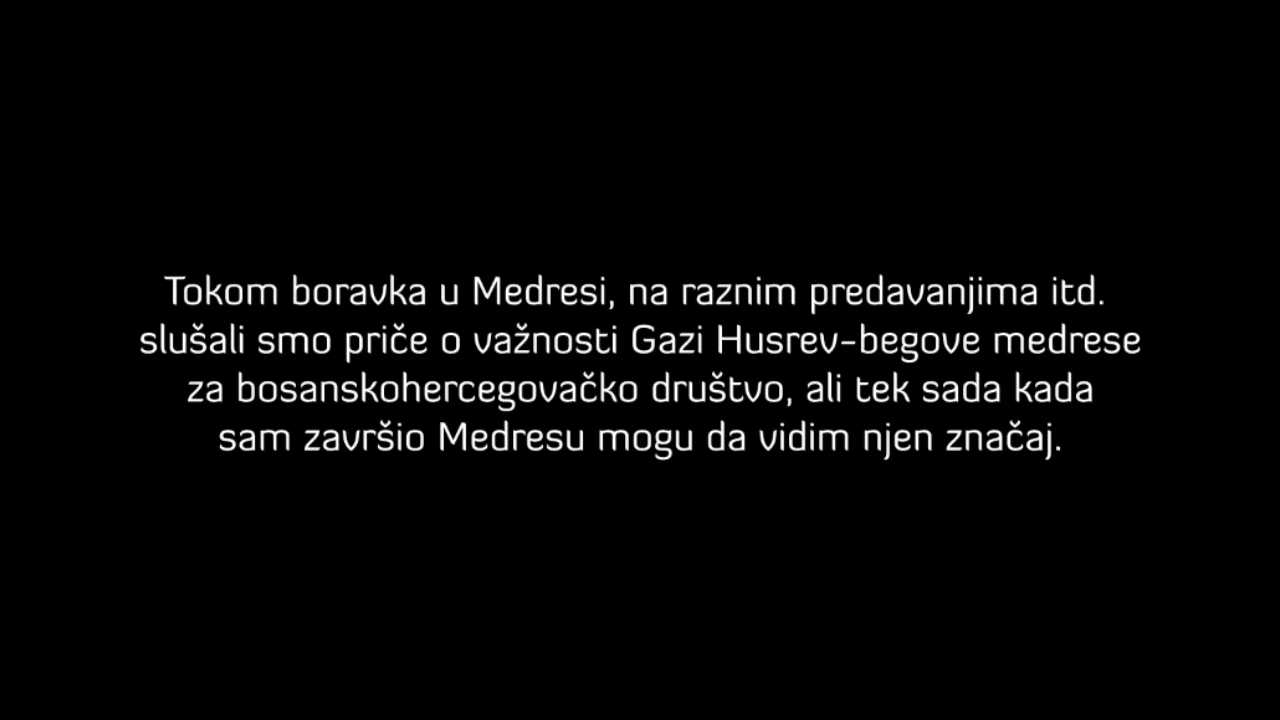 Tokom boravka u Medresi, na raznim predavanjima itd.
slušali smo priče o važnosti Gazi Husrev-begove medrese
za bosanskohercegovačko društvo, ali tek sada kada
sam završio Medresu mogu da vidim njen značaj.